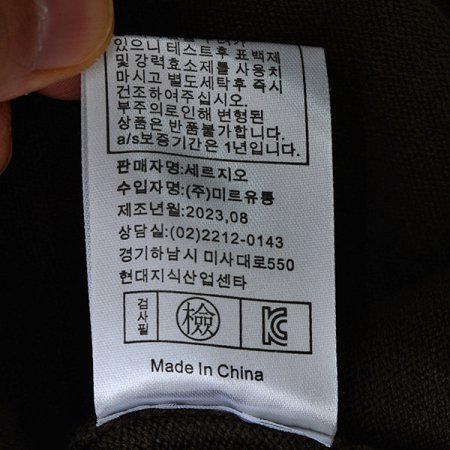 있으니 테스트후 표백제
및 강력효소제를 사용치
마시고 별도세탁후 즉시
건조하여주십시오.
부주의로인해 변형된
상품은 반품불가합니다.
a/s보증기간은 1년입니다.
판매자명:세르지오
수입자명:(주)미르유통
제조년월:2023,08
상담실:(02)2212-0143
경기하남시 미사대로550
현대지식산업센타
검사필
檢
KC
Made In China